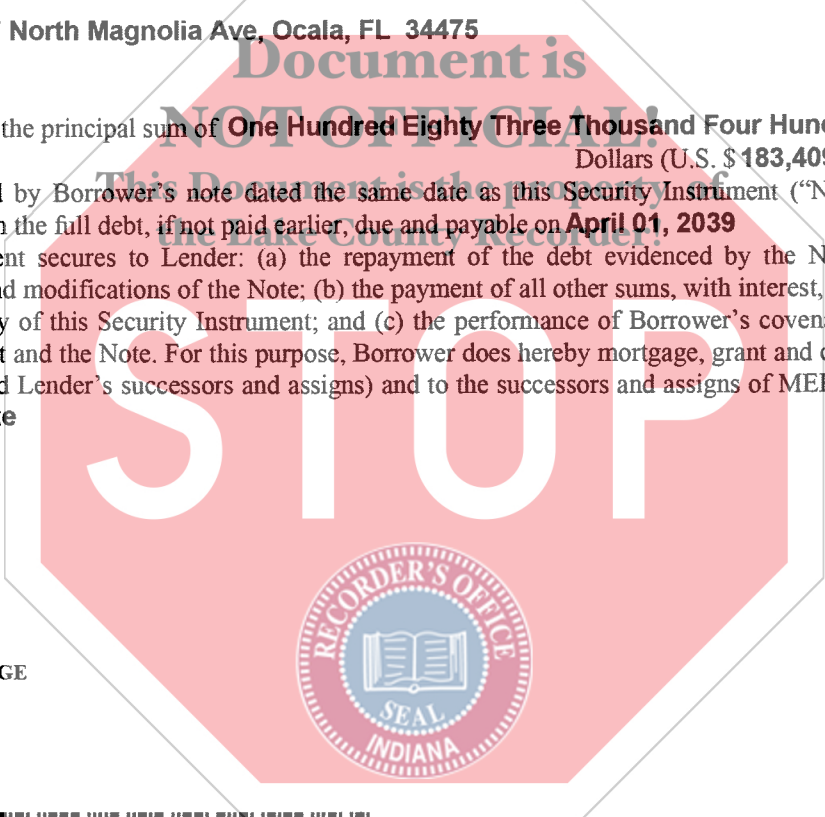 North Magnolia Ave, Ocala, FL 34475
Document is
the principal sum of One Hundred Eighty Three Thousand Four Hun
NOT OFFICIAL!
Dollars (U.S. $ 183,409
This Document is the property of
by Borrower's note dated the same date as this Security Instrument ("N
the full debt, if not paid earlier, due and payable on April 01, 2039
the Lake County Recorder!
ent secures to Lender: (a) the repayment of the debt evidenced by the N
d modifications of the Note; (b) the payment of all other sums, with interest,
y of this Security Instrument; and (c) the performance of Borrower's coven
t and the Note. For this purpose, Borrower does hereby mortgage, grant and
d Lender's successors and assigns) and to the successors and assigns of ME
e
STOP
RECORDER'S OFFICE
SEAL
INDIANA
GE